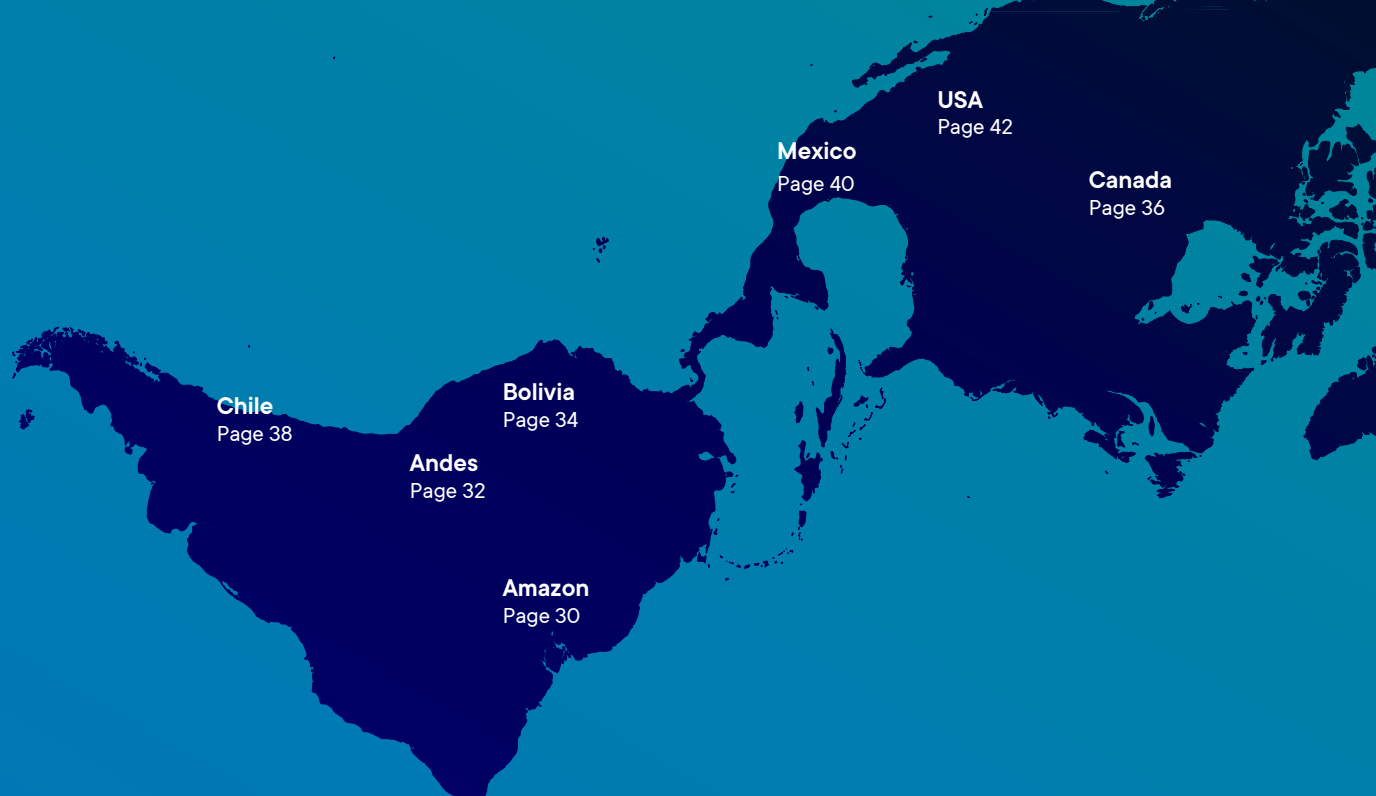 USA
Page 42
Mexico
Page 40
Canada
Page 36
Bolivia
Page 34
Chile
Page 38
Andes
Page 32
Amazon
Page 30